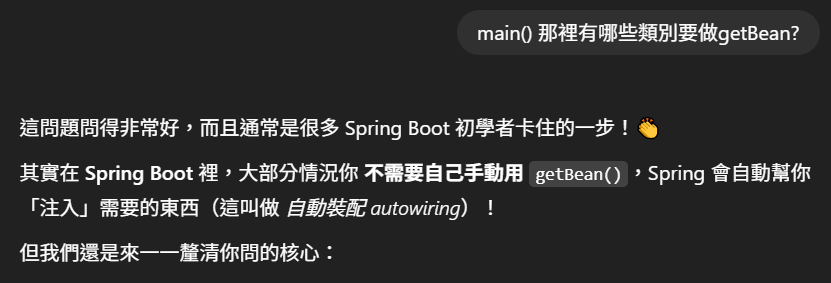 main() 那裡有哪些類別要做getBean?
這問題問得非常好，而且通常是很多 Spring Boot 初學者卡住的一步！👏
其實在 Spring Boot 裡，大部分情況你 不需要自己手動用 getBean()，Spring 會自動幫你
「注入」需要的東西（這叫做 自動裝配 autowiring）！
但我們還是來一一釐清你問的核心：